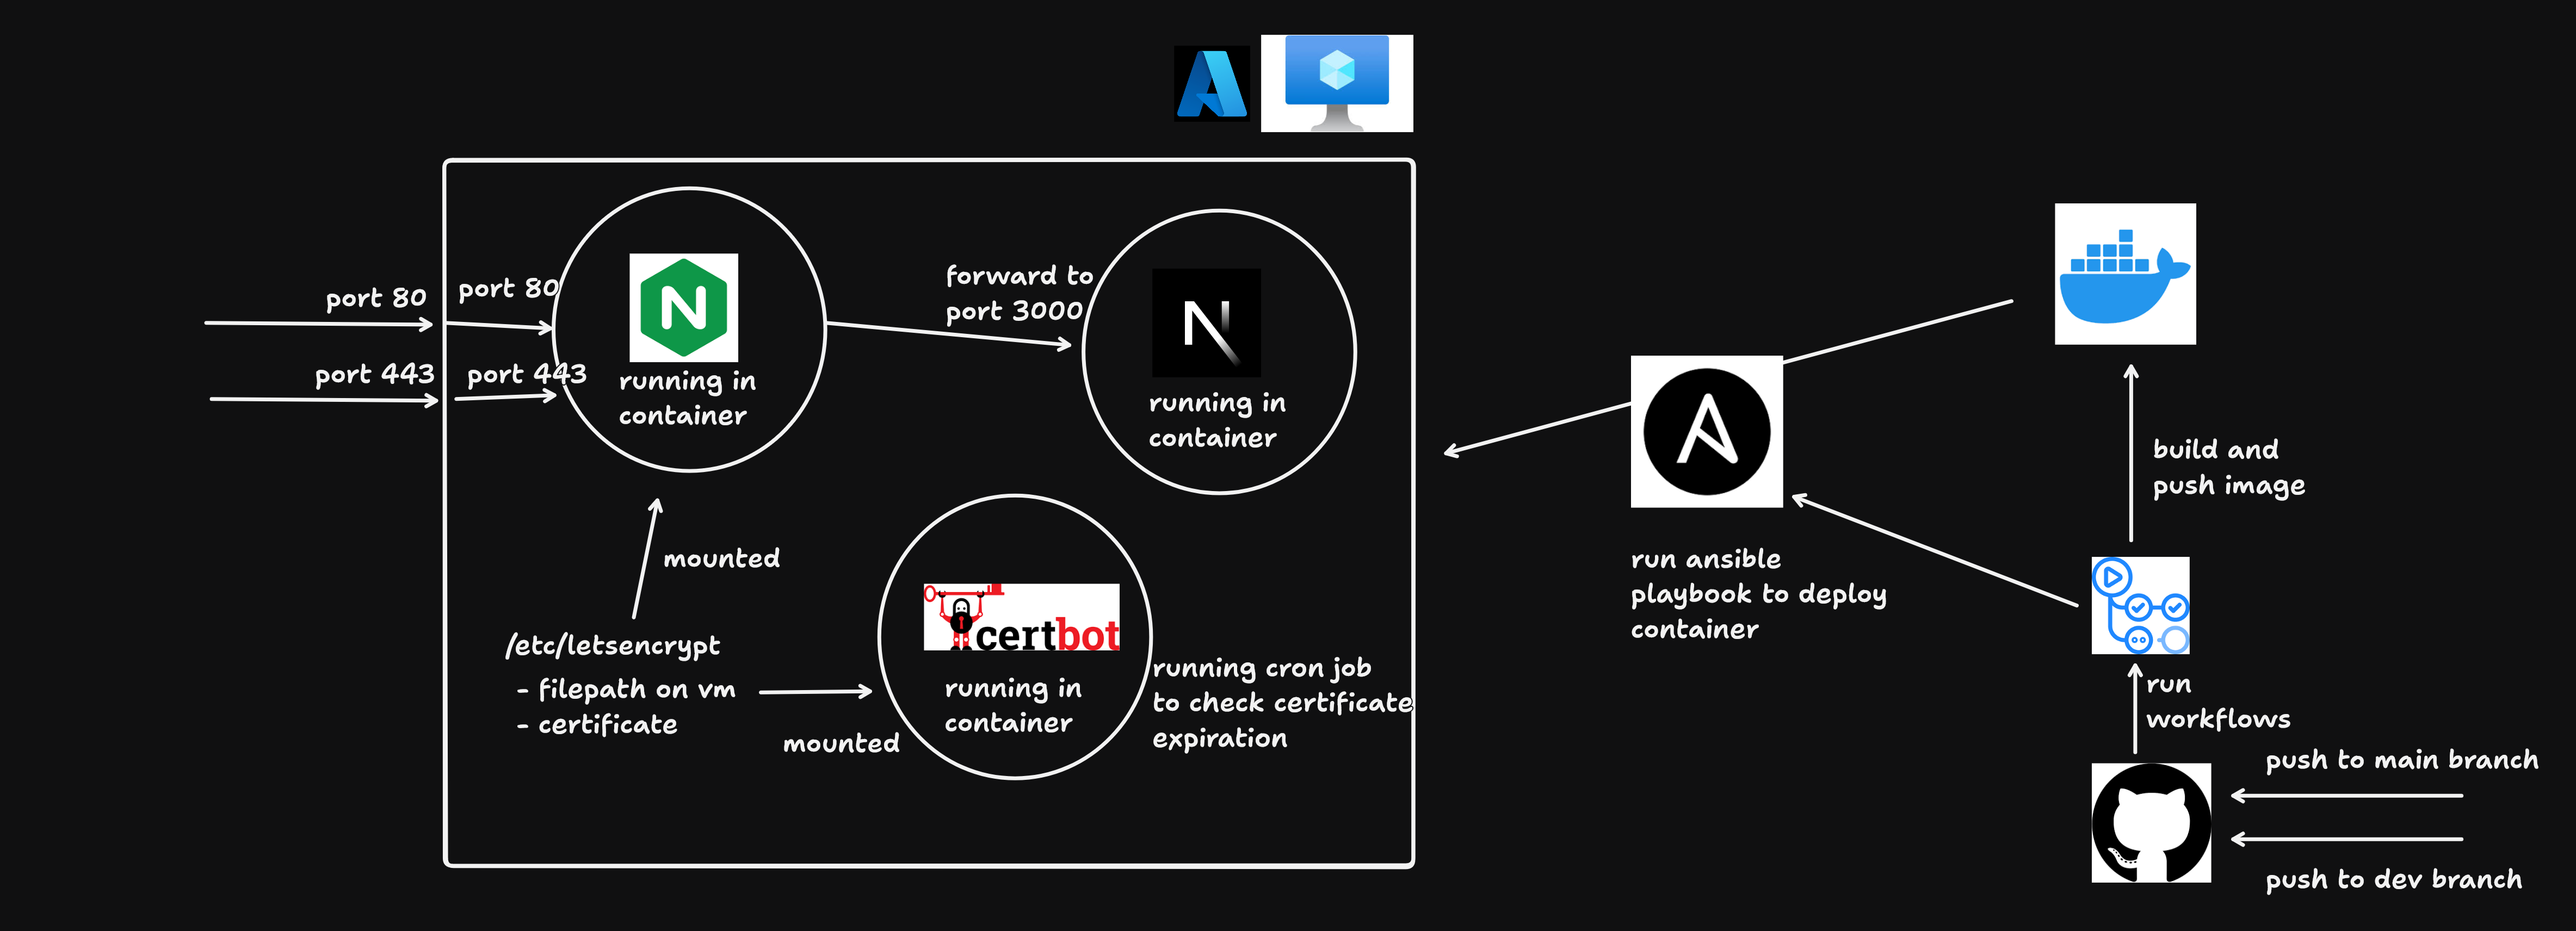 port 80
port 443
port 80
port 443
running in
container
forward to
port 3000
running in
container
mounted
/etc/letsencrypt
- filepath on vm
- certificate
mounted
certbot
running in
container
running cron job
to check certificate
expiration
run ansible
playbook to deploy
container
build and
push image
run
workflows
push to main branch
push to dev branch